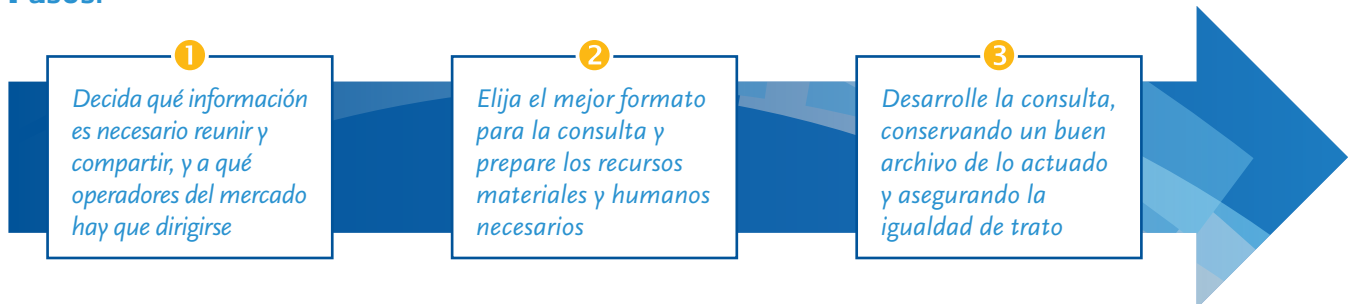 Pasos:
1
Decida qué información
es necesario reunir y
compartir, y a qué
operadores del mercado
hay que dirigirse
2
Elija el mejor formato
para la consulta y
prepare los recursos
materiales y humanos
necesarios
3
Desarrolle la consulta,
conservando un buen
archivo de lo actuado
y asegurando la
igualdad de trato